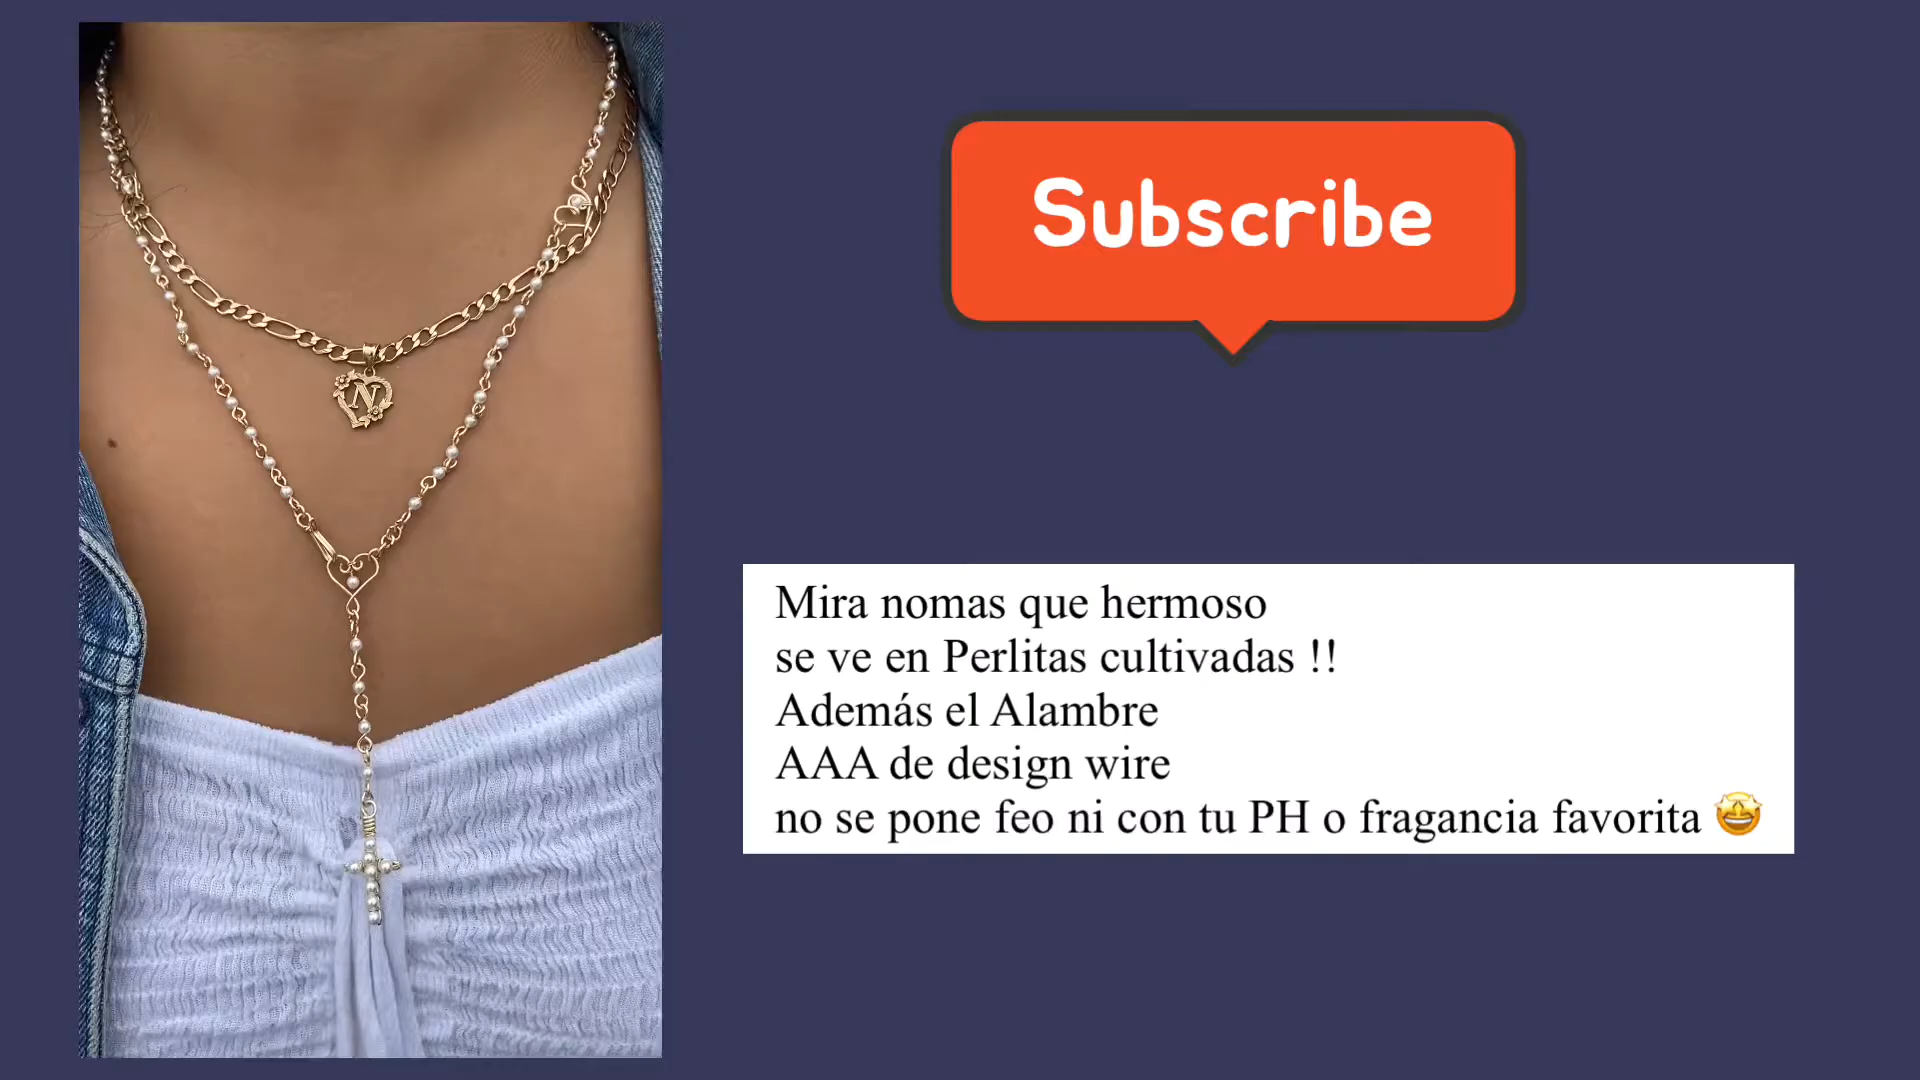 N
Subscribe
Mira nomas que hermoso
se ve en Perlitas cultivadas !!
Además el Alambre
AAA de design wire
no se pone feo ni con tu PH o fragancia favorita 🤩